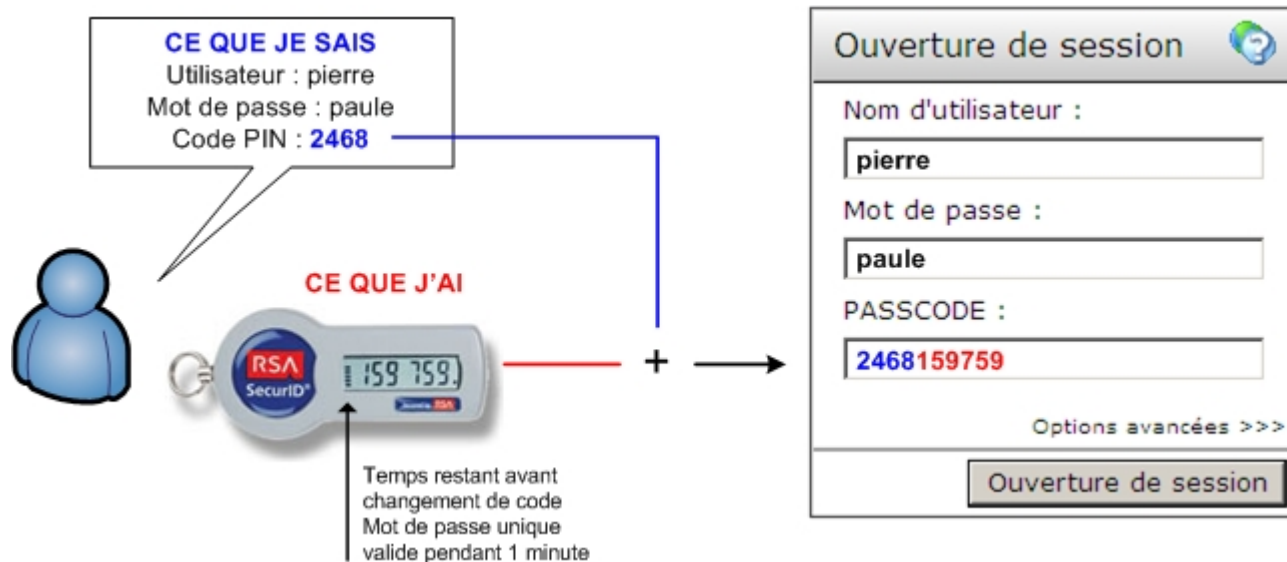 CE QUE JE SAIS
Utilisateur : pierre
Mot de passe : paule
Code PIN : 2468
CE QUE J'AI
RSA
SecurID®
159 759.
+
Temps restant avant
changement de code
Mot de passe unique
valide pendant 1 minute
Ouverture de session
?
Nom d'utilisateur :
pierre
Mot de passe :
paule
PASSCODE :
2468159759
Options avancées >>>
Ouverture de session